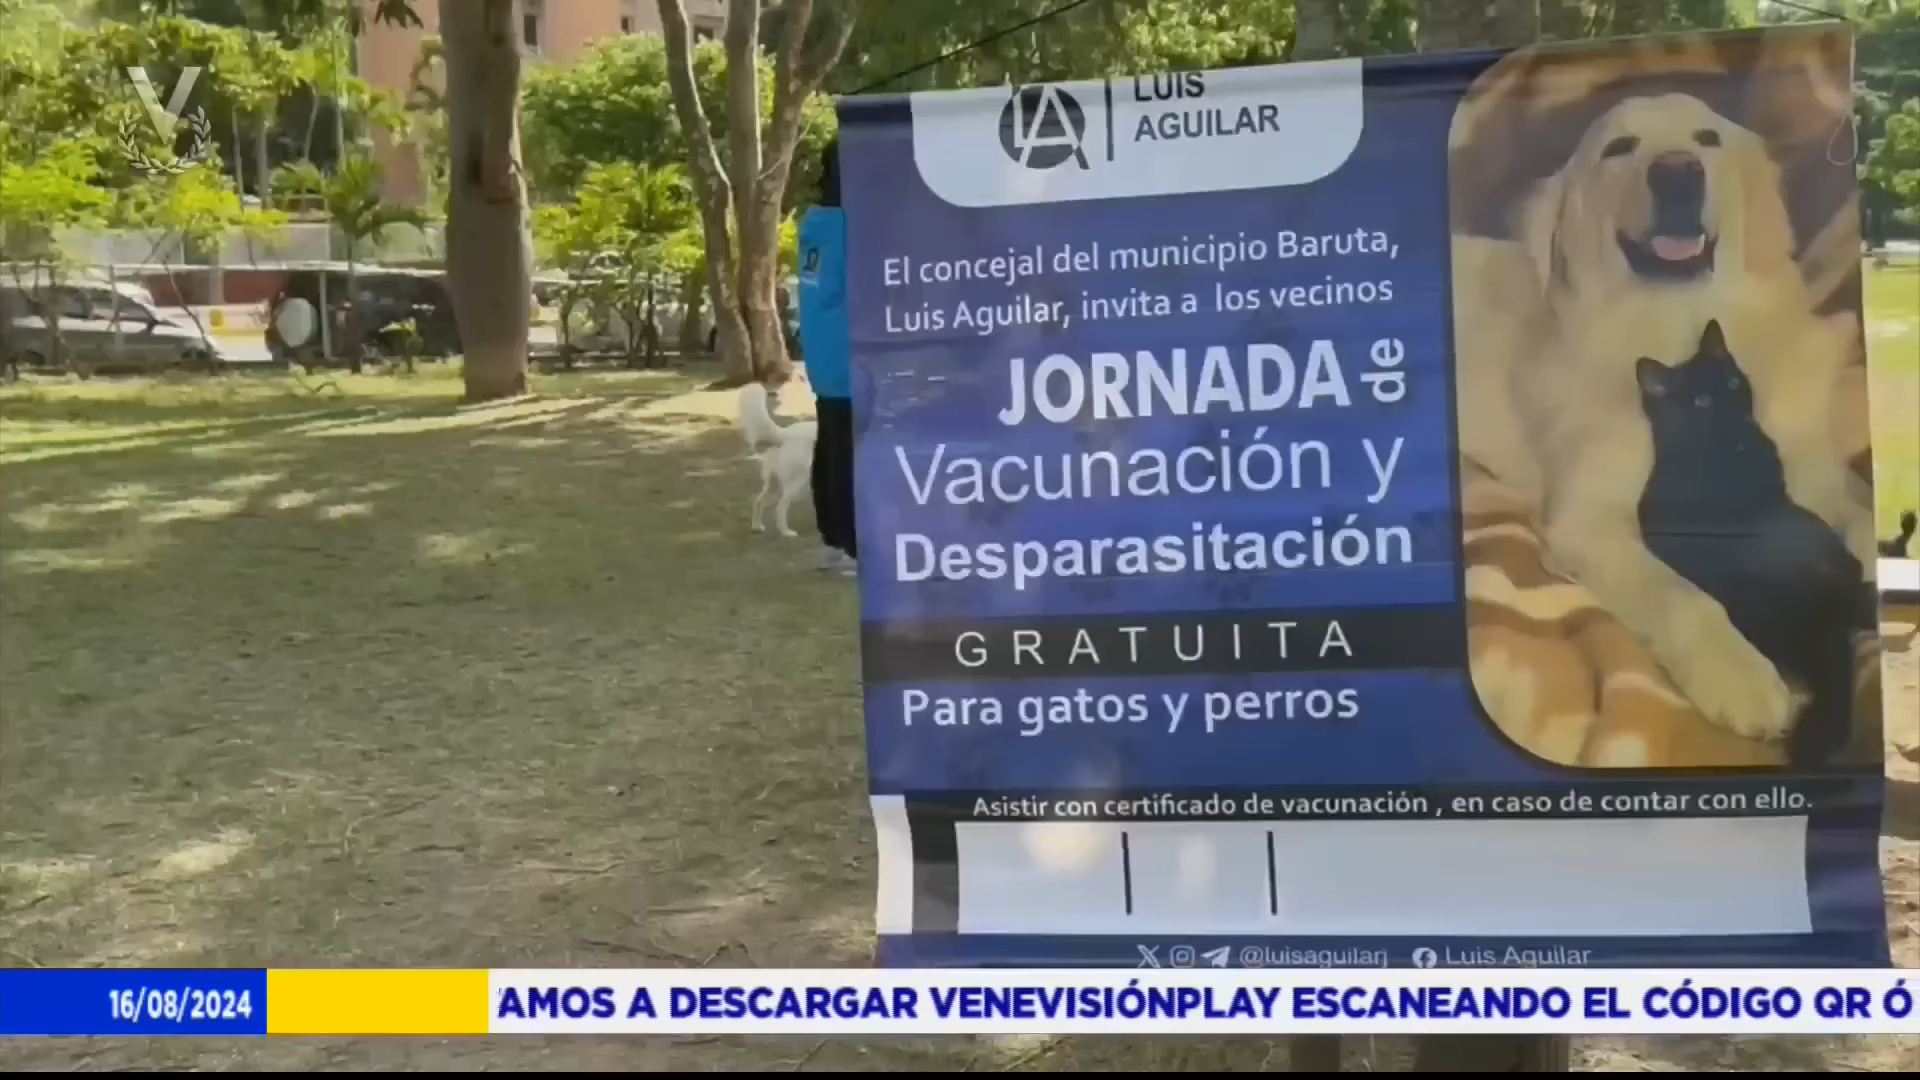 V
LA
LUIS
AGUILAR
El concejal del municipio Baruta,
Luis Aguilar, invita a los vecinos
JORNADA de
Vacunación y
Desparasitación
GRATUITA
Para gatos y perros
Asistir con certificado de vacunación , en caso de contar con ello.
@luisaguilarj Luis Aguilar
16/08/2024
AMOS A DESCARGAR VENEVISIÓNPLAY ESCANEANDO EL CÓDIGO QR Ó